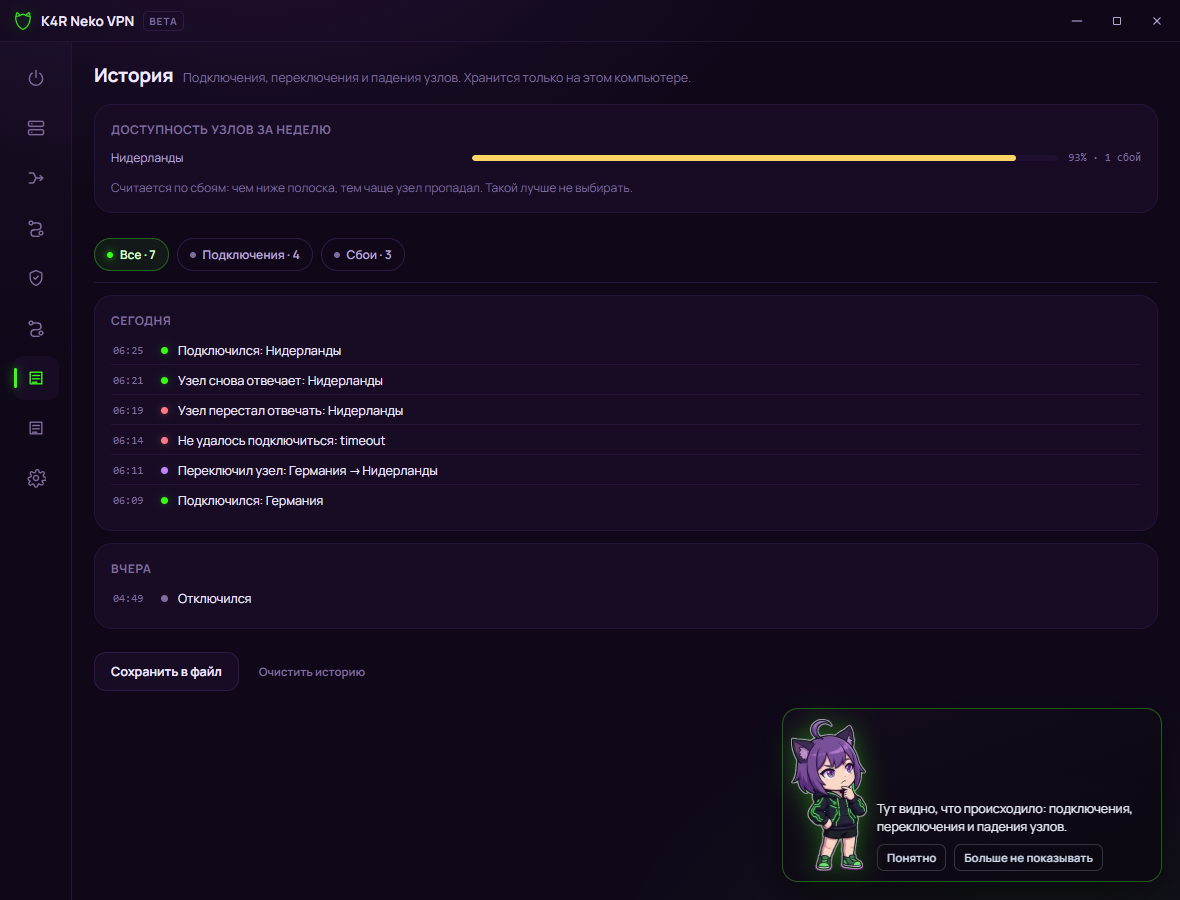 K4R Neko VPN BETA
История Подключения, переключения и падения узлов. Хранится только на этом компьютере.
ДОСТУПНОСТЬ УЗЛОВ ЗА НЕДЕЛЮ
Нидерланды 93% · 1 сбой
Считается по сбоям: чем ниже полоска, тем чаще узел пропадал. Такой лучше не выбирать.
Все · 7 Подключения · 4 Сбои · 3
СЕГОДНЯ
06:25 Подключился: Нидерланды
06:21 Узел снова отвечает: Нидерланды
06:19 Узел перестал отвечать: Нидерланды
06:14 Не удалось подключиться: timeout
06:11 Переключил узел: Германия → Нидерланды
06:09 Подключился: Германия
ВЧЕРА
04:49 Отключился
Сохранить в файл Очистить историю
Тут видно, что происходило: подключения,
переключения и падения узлов.
Понятно Больше не показывать